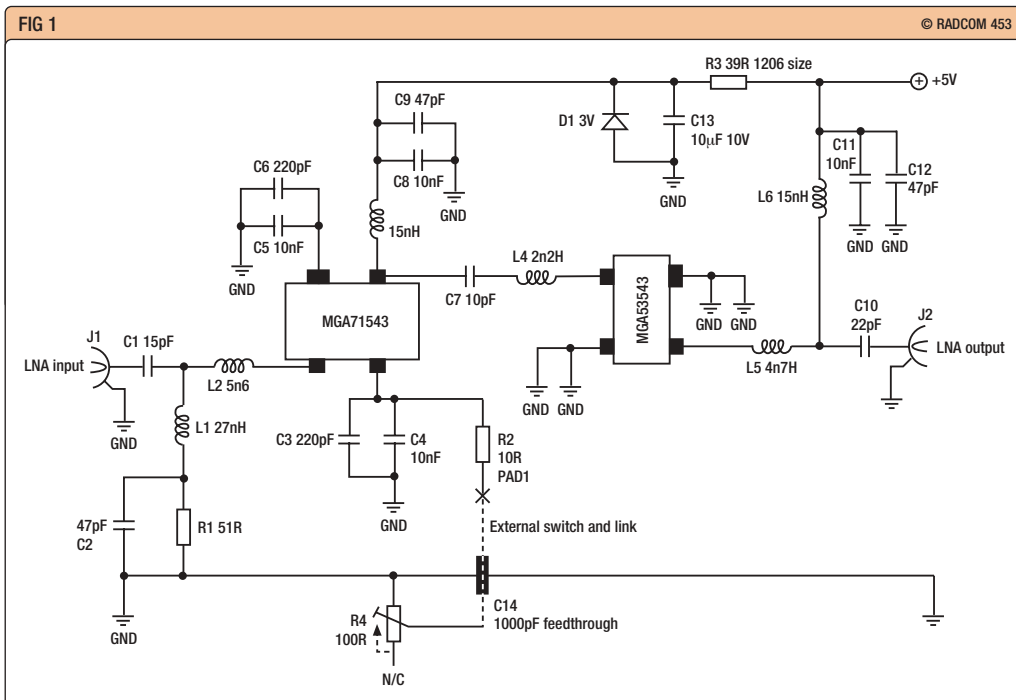 FIG 1
© RADCOM 453
R3 39R 1206 size
+5V
C9 47pF
D1 3V
C13
10µF 10V
C11
10nF
C12
47pF
C6 220pF
C8 10nF
GND
GND
L6 15nH
15nH
C5 10nF
GND
GND
GND
L4 2n2H
C7 10pF
MGA53543
GND
GND
MGA71543
C10
22pF
J2
J1
C1 15pF
LNA input
LNA output
L2 5n6
L5 4n7H
GND
GND
GND
L1 27nH
C3 220pF
C4
10nF
R2
10R
PAD1
GND
External switch and link
47pF
C2
R1 51R
C14
1000pF feedthrough
R4
100R
GND
N/C